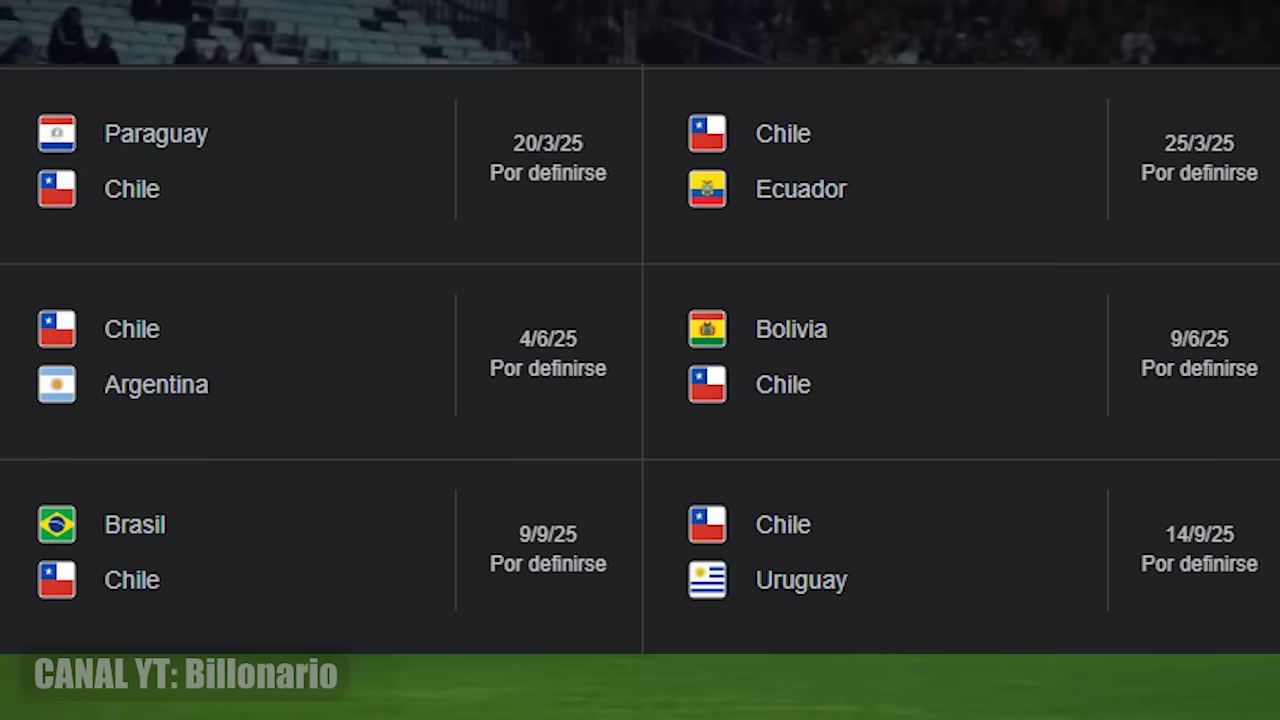 Paraguay
Chile
20/3/25
Por definirse
Chile
Ecuador
25/3/25
Por definirse
Chile
Argentina
4/6/25
Por definirse
Bolivia
Chile
9/6/25
Por definirse
Brasil
Chile
9/9/25
Por definirse
Chile
Uruguay
14/9/25
Por definirse
CANAL YT: Billonario